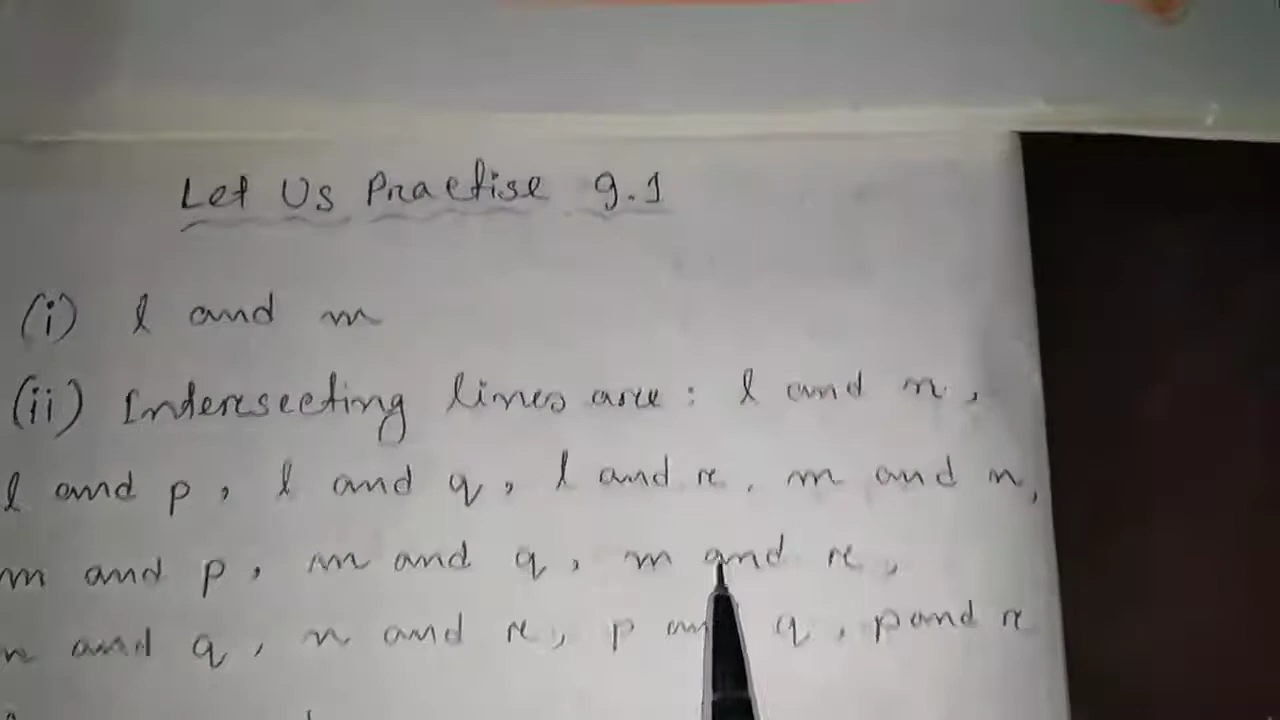 Let Us Practise 9.1
(i) l and m
(ii) Intersecting lines are : l and n,
l and p, l and q, l and r, m and n,
m and p, m and q, m and r,
n and q, n and r, p and q, p and r